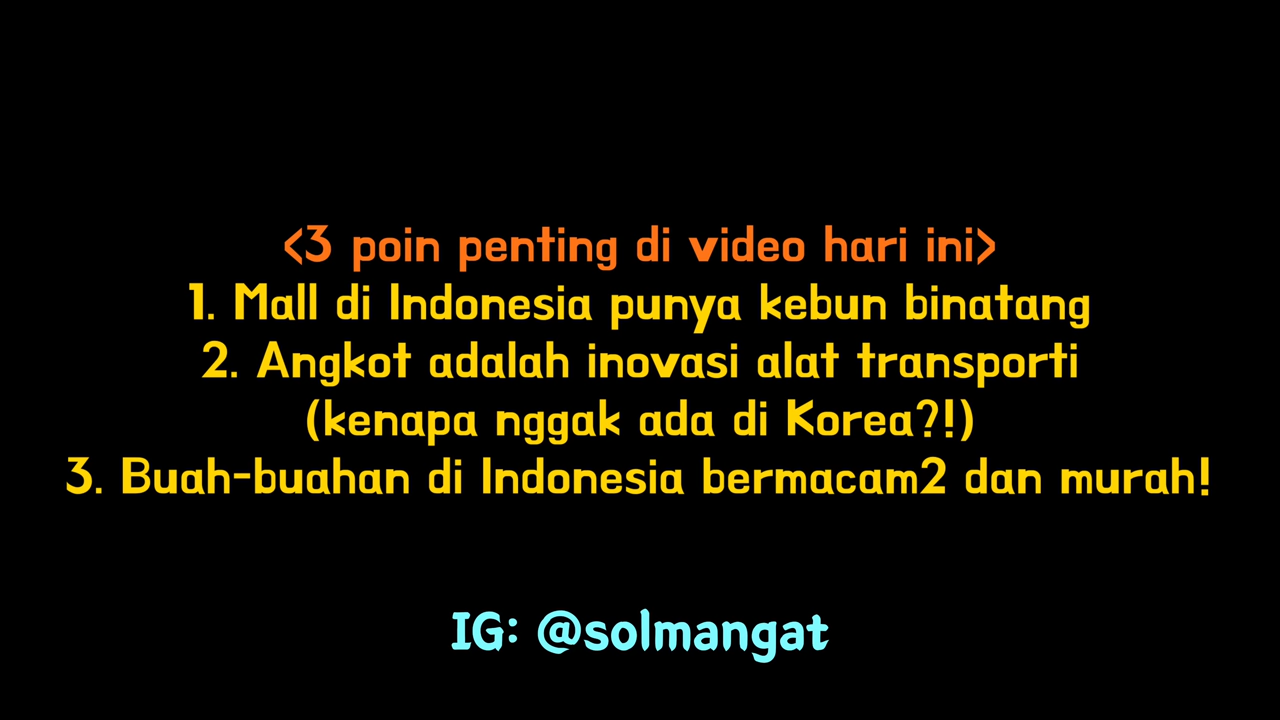 <3 poin penting di video hari ini>
1. Mall di Indonesia punya kebun binatang
2. Angkot adalah inovasi alat transporti
(kenapa nggak ada di Korea?!)
3. Buah-buahan di Indonesia bermacam2 dan murah!
IG: @solmangat